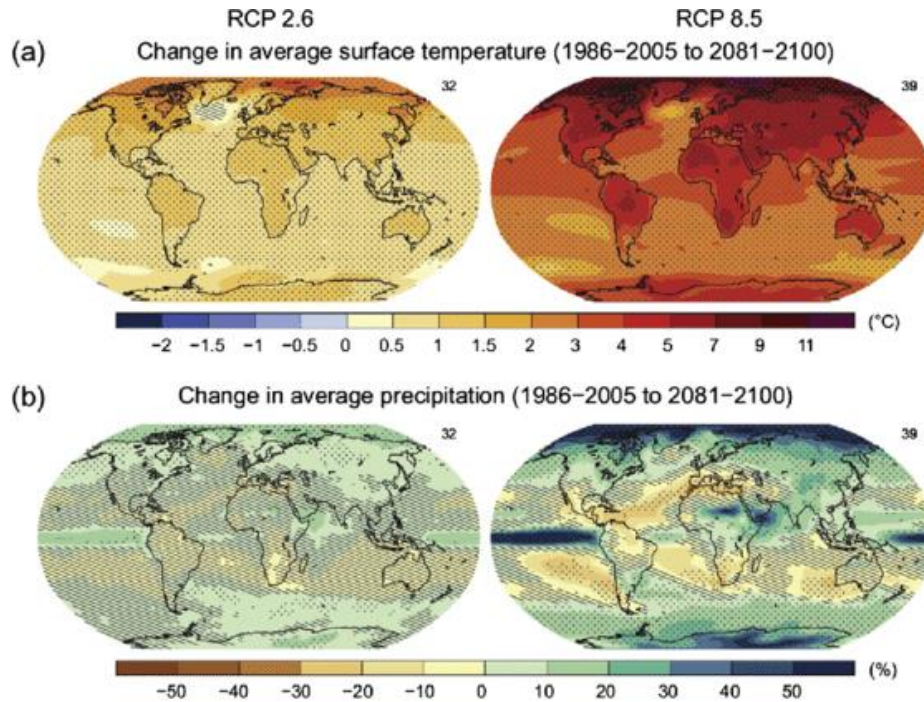 RCP 2.6 RCP 8.5
(a) Change in average surface temperature (1986−2005 to 2081−2100)
32 39
(°C)
−2 −1.5 −1 −0.5 0 0.5 1 1.5 2 3 4 5 7 9 11
(b) Change in average precipitation (1986−2005 to 2081−2100)
32 39
(%)
−50 −40 −30 −20 −10 0 10 20 30 40 50